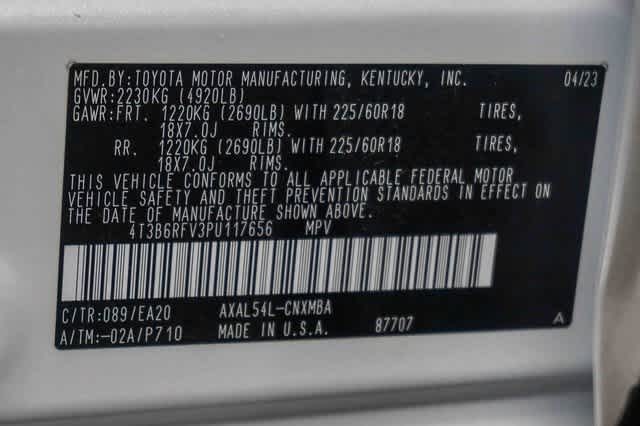 MFD.BY:TOYOTA MOTOR MANUFACTURING, KENTUCKY, INC. 04/23
GVWR:2230KG (4920LB)
GAWR:FRT. 1220KG (2690LB) WITH 225/60R18 TIRES,
18X7.0J RIMS.
RR. 1220KG (2690LB) WITH 225/60R18 TIRES,
18X7.0J RIMS.
THIS VEHICLE CONFORMS TO ALL APPLICABLE FEDERAL MOTOR
VEHICLE SAFETY AND THEFT PREVENTION STANDARDS IN EFFECT ON
THE DATE OF MANUFACTURE SHOWN ABOVE.
4T3B6RFV3PU117656 MPV
C/TR:089/EA20 AXAL54L-CNXMBA
A/TM:-02A/P710 MADE IN U.S.A. 87707 A